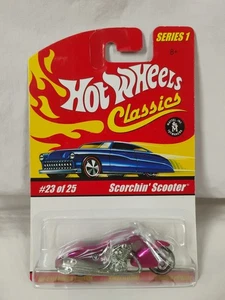 SERIES 1
Hot Wheels
Classics
#23 of 25
Scorchin' Scooter